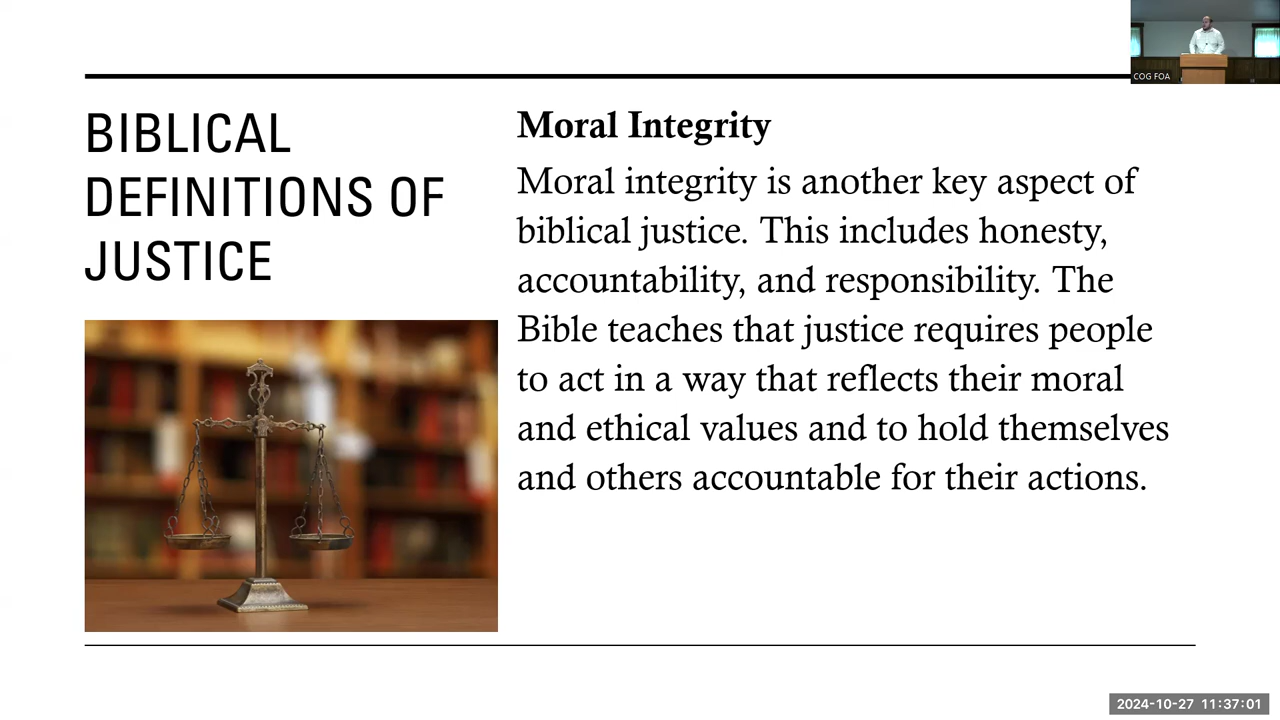 COG FOA
BIBLICAL
DEFINITIONS OF
JUSTICE
Moral Integrity
Moral integrity is another key aspect of
biblical justice. This includes honesty,
accountability, and responsibility. The
Bible teaches that justice requires people
to act in a way that reflects their moral
and ethical values and to hold themselves
and others accountable for their actions.
2024-10-27 11:37:01